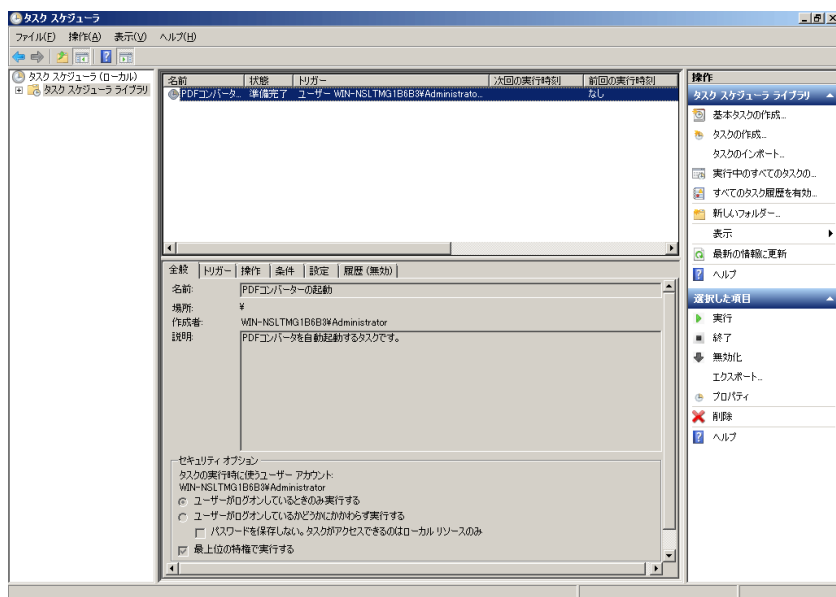 タスク スケジューラ
ファイル(F) 操作(A) 表示(V) ヘルプ(H)
タスク スケジューラ (ローカル)
タスク スケジューラ ライブラリ
名前 状態 トリガー 次回の実行時刻 前回の実行時刻
PDFコンバータ... 準備完了 ユーザー WIN-NSLTMG1B6B3¥Administrato... なし
全般 トリガー 操作 条件 設定 履歴 (無効)
名前: PDFコンバーターの起動
場所: ¥
作成者: WIN-NSLTMG1B6B3¥Administrator
説明: PDFコンバータを自動起動するタスクです。
セキュリティ オプション
タスクの実行時に使うユーザー アカウント:
WIN-NSLTMG1B6B3¥Administrator
ユーザーがログオンしているときのみ実行する
ユーザーがログオンしているかどうかにかかわらず実行する
パスワードを保存しない。タスクがアクセスできるのはローカル リソースのみ
最上位の特権で実行する
操作
タスク スケジューラ ライブラリ
基本タスクの作成...
タスクの作成...
タスクのインポート...
実行中のすべてのタスクの...
すべてのタスク履歴を有効...
新しいフォルダー...
表示
最新の情報に更新
ヘルプ
選択した項目
実行
終了
無効化
エクスポート...
プロパティ
削除
ヘルプ